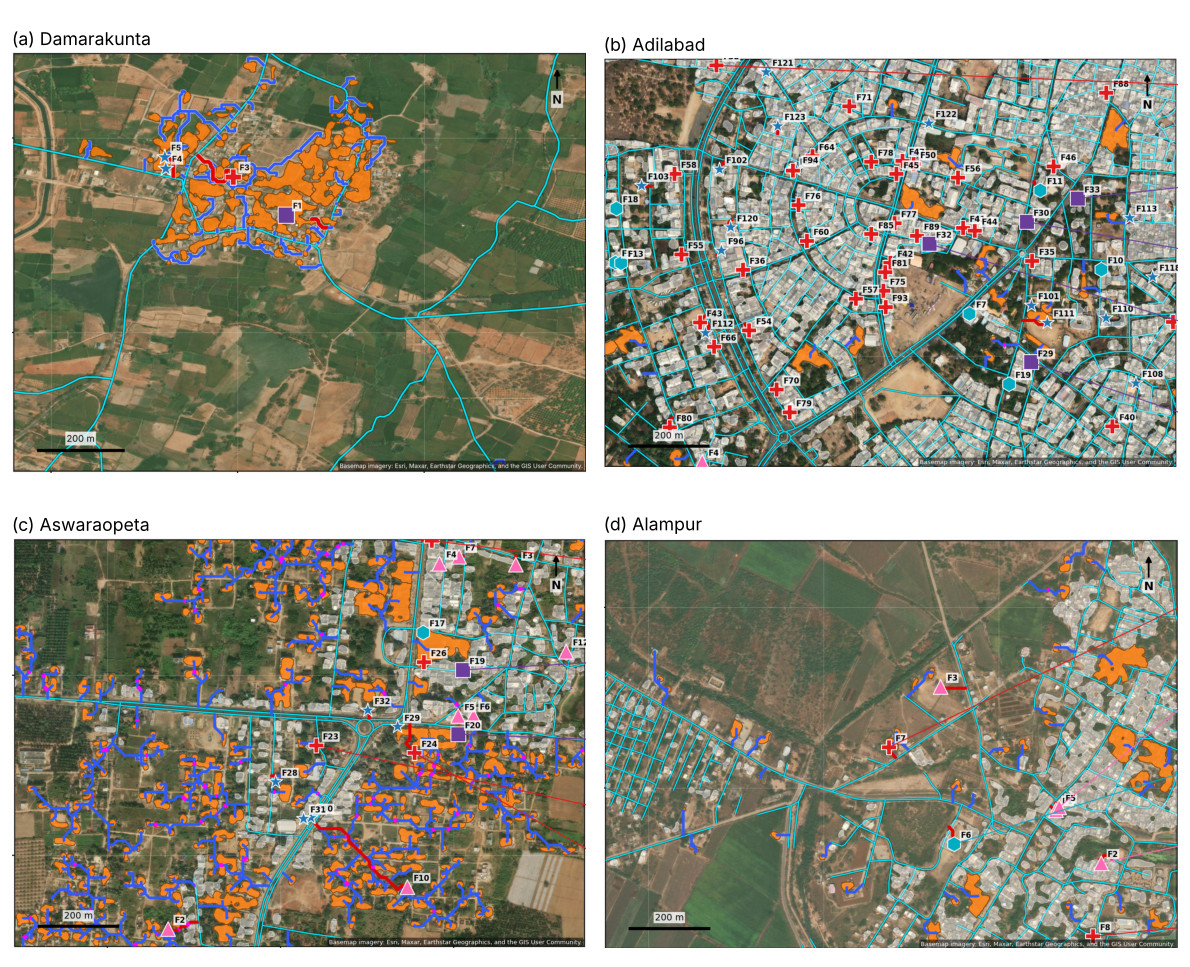 (a) Damarakunta
N
F5
F4
F3
F1
200 m
Basemap imagery: Esri, Maxar, Earthstar Geographics, and the GIS User Community.
(b) Adilabad
F121
F88
N
F71
F123
F122
F64
F78
F50
F46
F102
F94
F45
F58
F56
F103
F11
F33
F18
F76
F30
F113
F77
F44
F120
F85
F89
F32
F60
F96
F55
F42
F35
F13
F36
F81
F10
F118
F75
F57
F93
F101
F7
F43
F111
F110
F112
F54
F66
F29
F19
F108
F70
F79
F80
F40
200 m
F4
Basemap imagery: Esri, Maxar, Earthstar Geographics, and the GIS User Community.
(c) Aswaraopeta
F7
F4
F3
N
F17
F12
F26
F19
F32
F5
F6
F29
F20
F23
F24
F28
F31
0
F10
200 m
F2
Basemap imagery: Esri, Maxar, Earthstar Geographics, and the GIS User Community.
(d) Alampur
N
F3
F7
F5
F6
F2
200 m
F8
Basemap imagery: Esri, Maxar, Earthstar Geographics, and the GIS User Community.